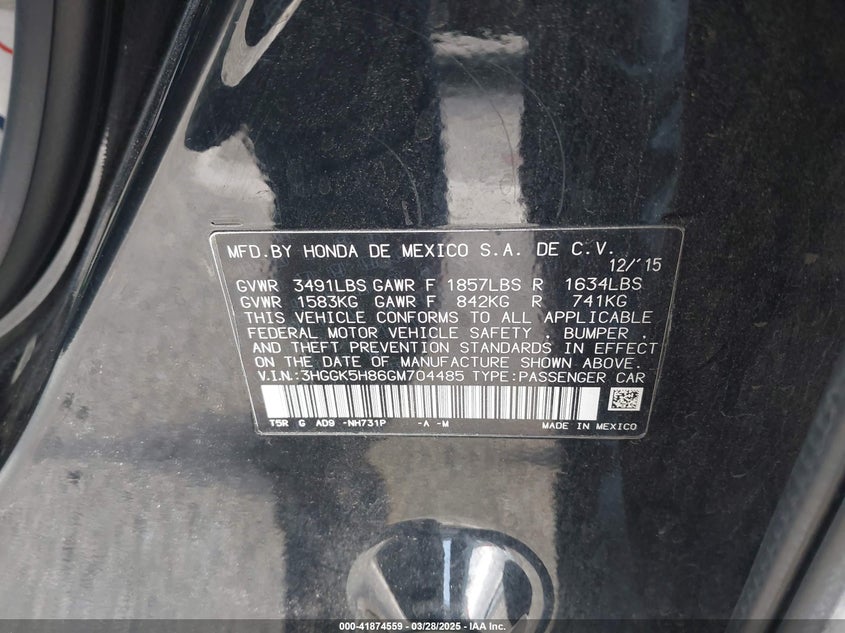 MFD.BY HONDA DE MEXICO S.A. DE C.V.
12/'15
GVWR 3491LBS GAWR F 1857LBS R 1634LBS
GVWR 1583KG GAWR F 842KG R 741KG
THIS VEHICLE CONFORMS TO ALL APPLICABLE
FEDERAL MOTOR VEHICLE SAFETY , BUMPER ,
AND THEFT PREVENTION STANDARDS IN EFFECT
ON THE DATE OF MANUFACTURE SHOWN ABOVE.
V.I.N.:3HGGK5H86GM704485 TYPE:PASSENGER CAR
T5R G AD9 -NH731P -A -M MADE IN MEXICO
000-41874559 - 03/28/2025 - IAA, Inc.